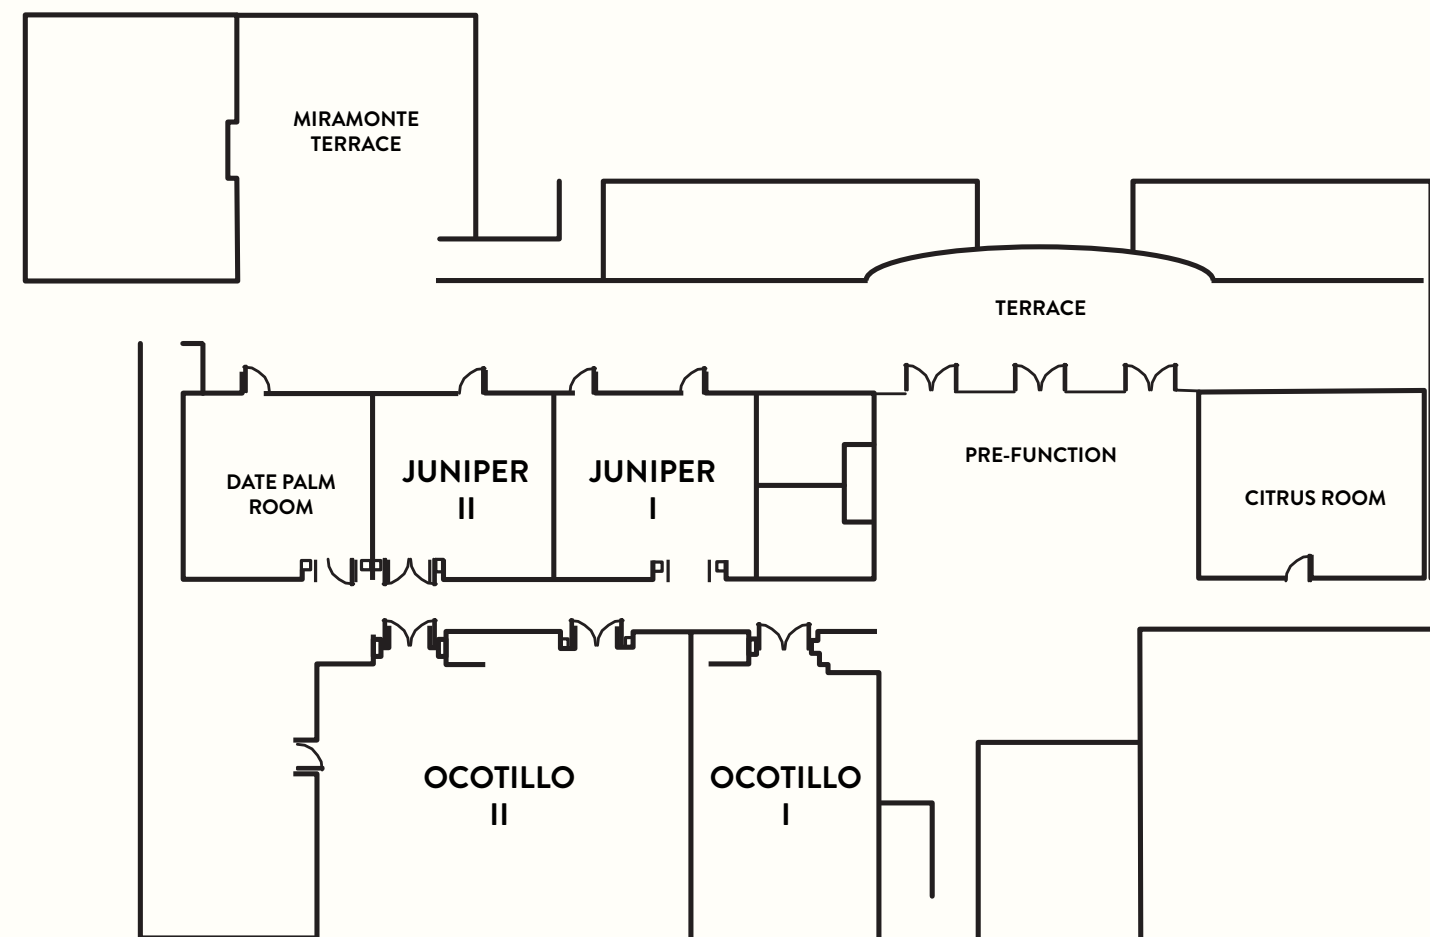 MIRAMONTE
TERRACE
TERRACE
PRE-FUNCTION
DATE PALM
ROOM
JUNIPER
II
JUNIPER
I
CITRUS ROOM
OCOTILLO
II
OCOTILLO
I